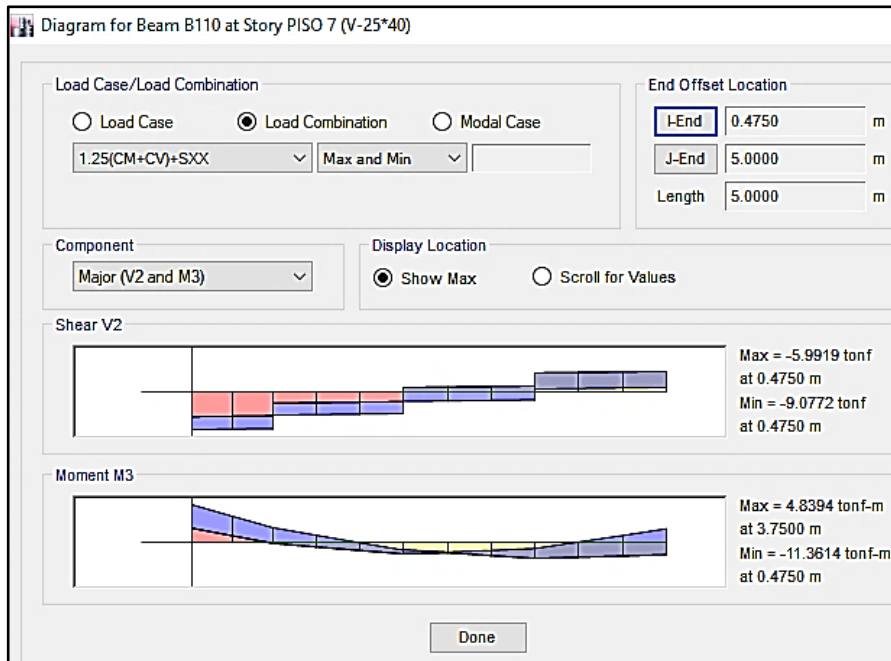 Diagram for Beam B110 at Story PISO 7 (V-25*40)
Load Case/Load Combination
Load Case
Load Combination
Modal Case
1.25(CM+CV)+SXX
Max and Min
End Offset Location
I-End
0.4750
m
J-End
5.0000
m
Length
5.0000
m
Component
Major (V2 and M3)
Display Location
Show Max
Scroll for Values
Shear V2
Max = -5.9919 tonf
at 0.4750 m
Min = -9.0772 tonf
at 0.4750 m
Moment M3
Max = 4.8394 tonf-m
at 3.7500 m
Min = -11.3614 tonf-m
at 0.4750 m
Done